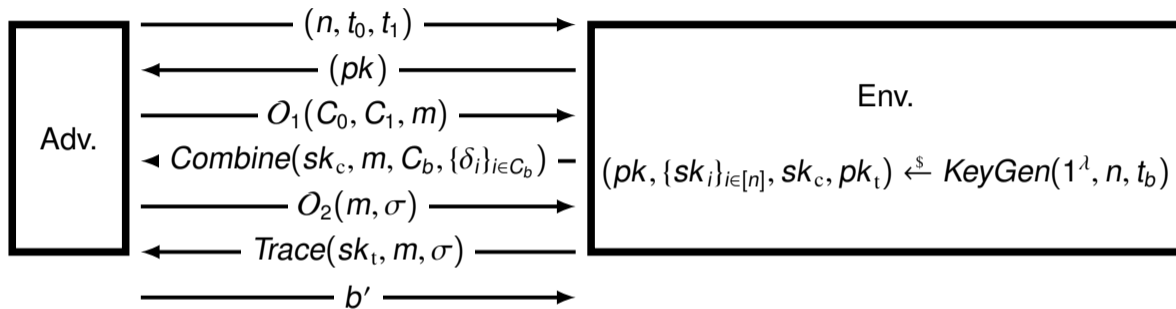 (n, t₀, t₁)
(pk)
Adv.
Env.
𝒪₁(C₀, C₁, m)
Combine(sk_c, m, C_b, {δ_i}_{i∈C_b})
(pk, {sk_i}_{i∈[n]}, sk_c, pk_t) ←$ KeyGen(1^λ, n, t_b)
𝒪₂(m, σ)
Trace(sk_t, m, σ)
b′